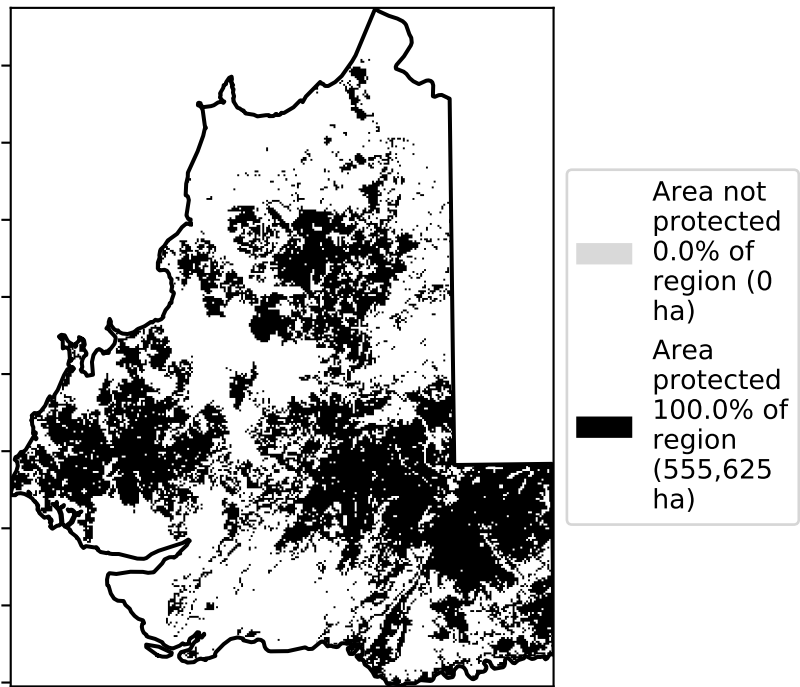 Area not
protected
0.0% of
region (0
ha)
Area
protected
100.0% of
region
(555,625
ha)